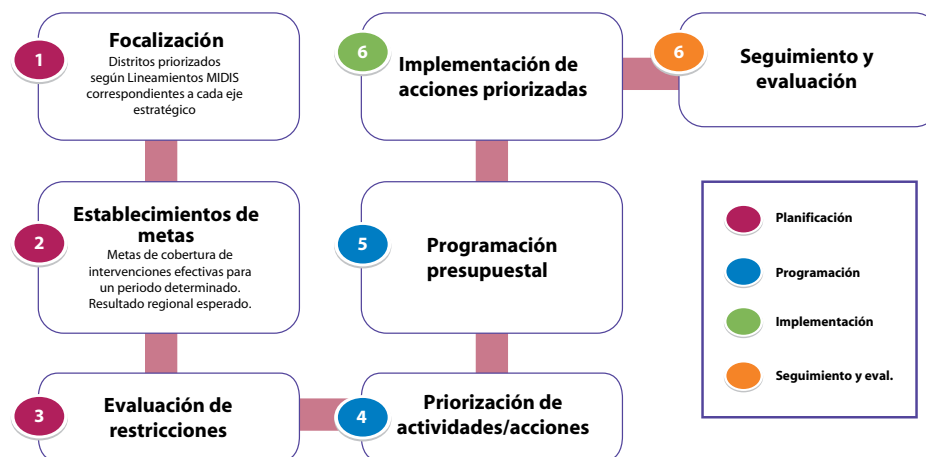 1
Focalización
Distritos priorizados
según Lineamientos MIDIS
correspondientes a cada eje
estratégico
2
Establecimientos de
metas
Metas de cobertura de
intervenciones efectivas para
un periodo determinado.
Resultado regional esperado.
3
Evaluación de
restricciones
4
Priorización de
actividades/acciones
5
Programación
presupuestal
6
Implementación de
acciones priorizadas
6
Seguimiento y
evaluación
Planificación
Programación
Implementación
Seguimiento y eval.